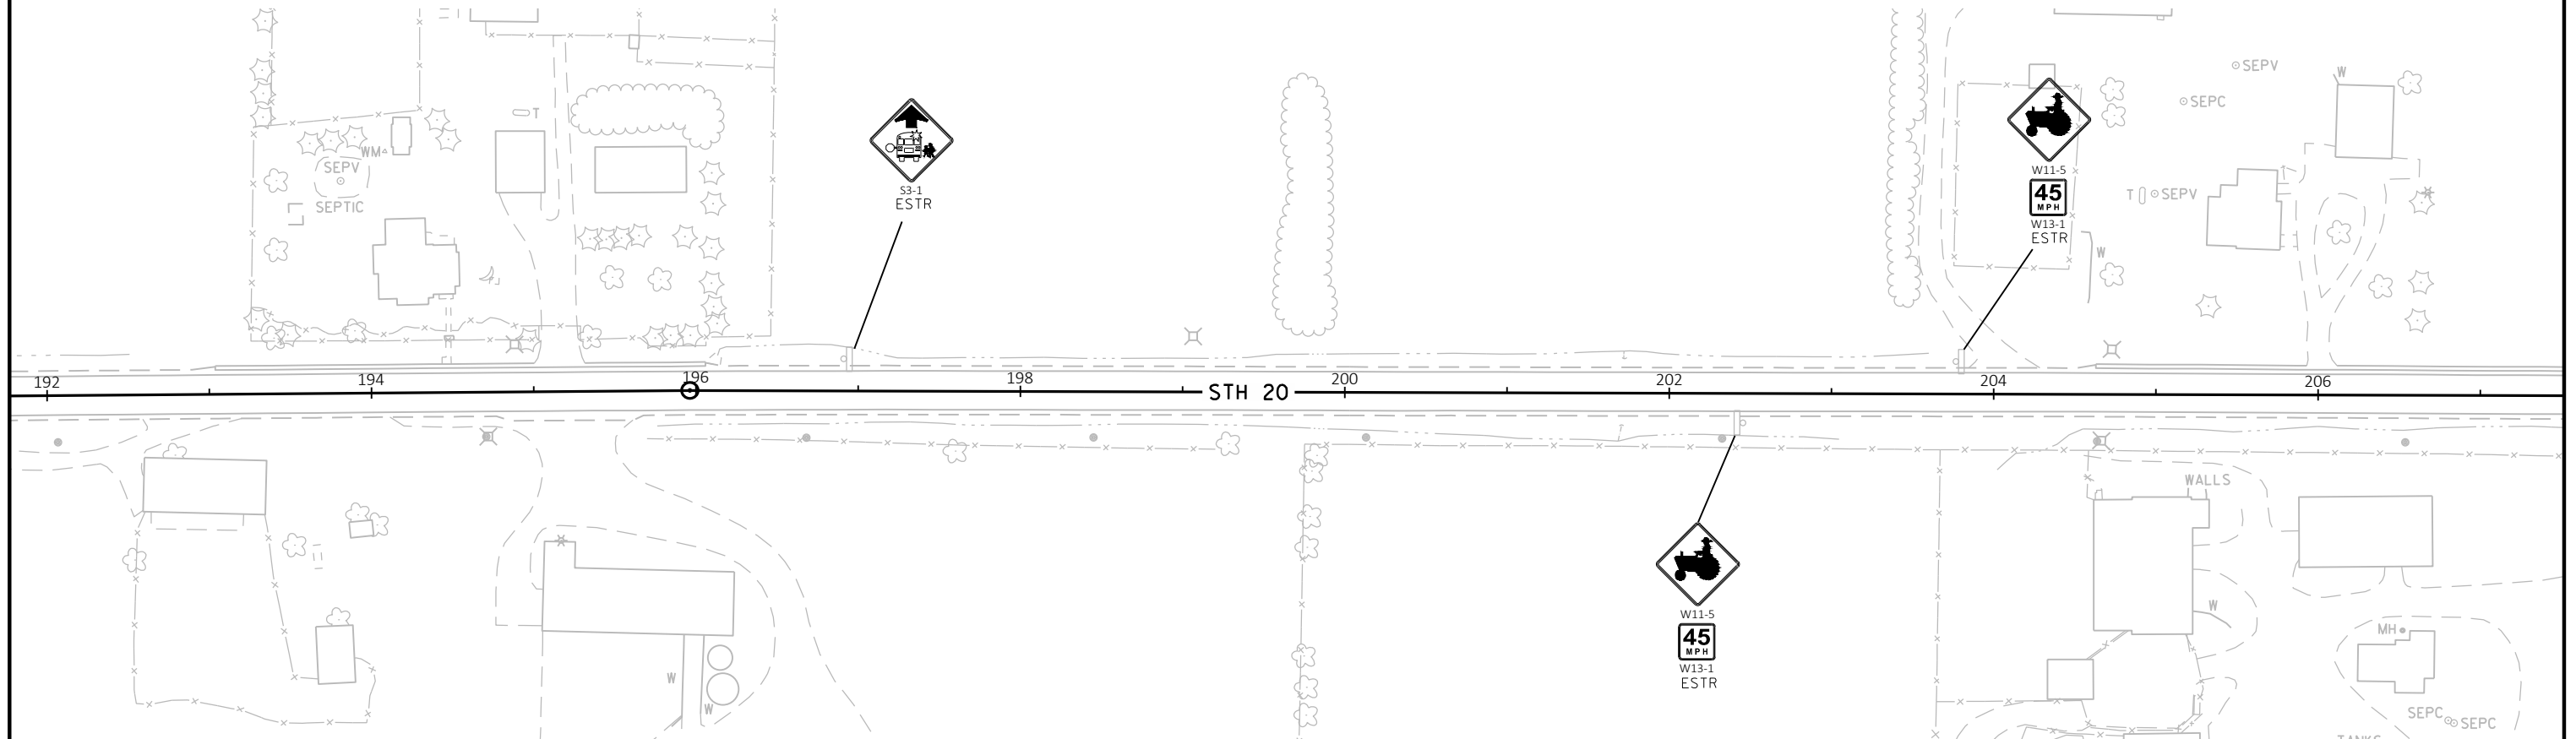 T
WM
SEPV
SEPTIC
S3-1
ESTR
W11-5
45
MPH
W13-1
ESTR
SEPV
SEPC
W
T
SEPV
W
192
194
196
198
200
202
204
206
STH 20
W11-5
45
MPH
W13-1
ESTR
W
W
WALLS
W
MH
SEPC
SEPC
TANKS